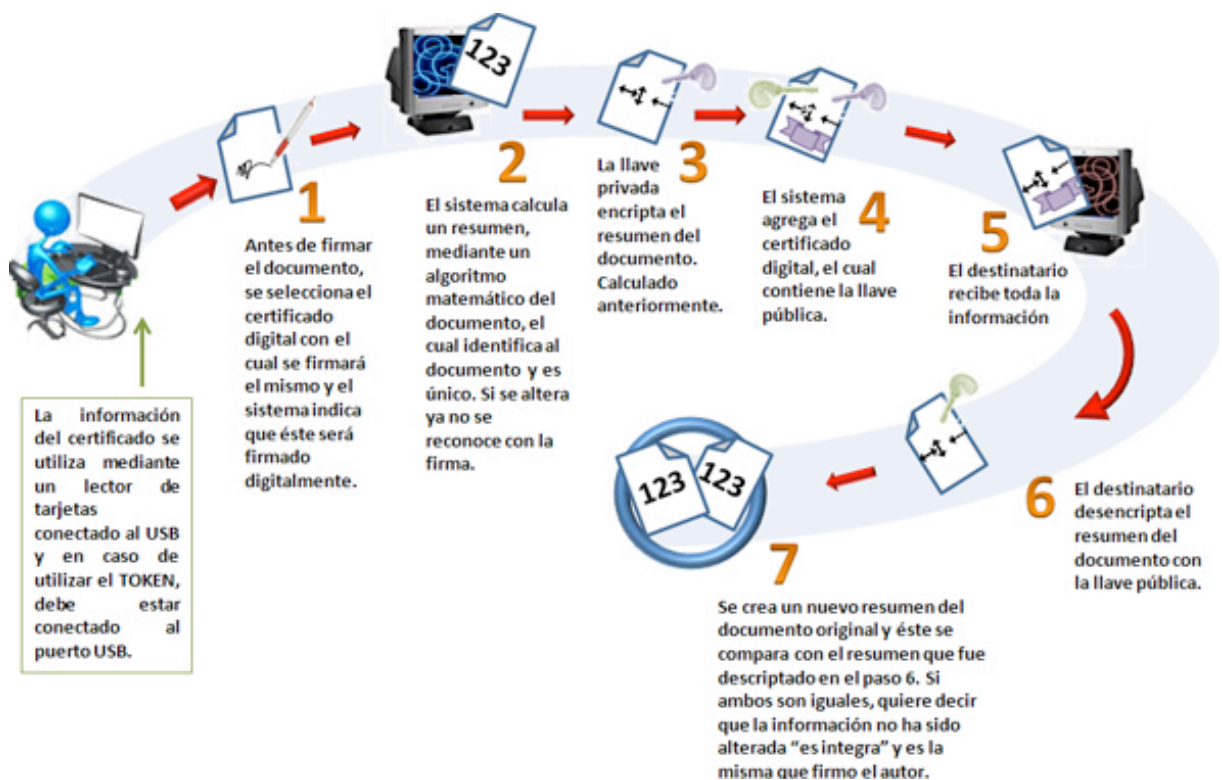 La información
del certificado se
utiliza mediante
un lector de
tarjetas
conectado al USB
y en caso de
utilizar el TOKEN,
debe estar
conectado al
puerto USB.
1
Antes de firmar
el documento,
se selecciona el
certificado
digital con el
cual se firmará
el mismo y el
sistema indica
que éste será
firmado
digitalmente.
123
2
El sistema calcula
un resumen,
mediante un
algoritmo
matemático del
documento, el
cual identifica al
documento y es
único. Si se altera
ya no se
reconoce con la
firma.
3
La llave
privada
encripta el
resumen del
documento.
Calculado
anteriormente.
4
El sistema
agrega el
certificado
digital, el cual
contiene la llave
pública.
5
El destinatario
recibe toda la
información
6
El destinatario
desencripta el
resumen del
documento con
la llave pública.
123
123
7
Se crea un nuevo resumen del
documento original y éste se
compara con el resumen que fue
descriptado en el paso 6. Si
ambos son iguales, quiere decir
que la información no ha sido
alterada “es integra” y es la
misma que firmo el autor.